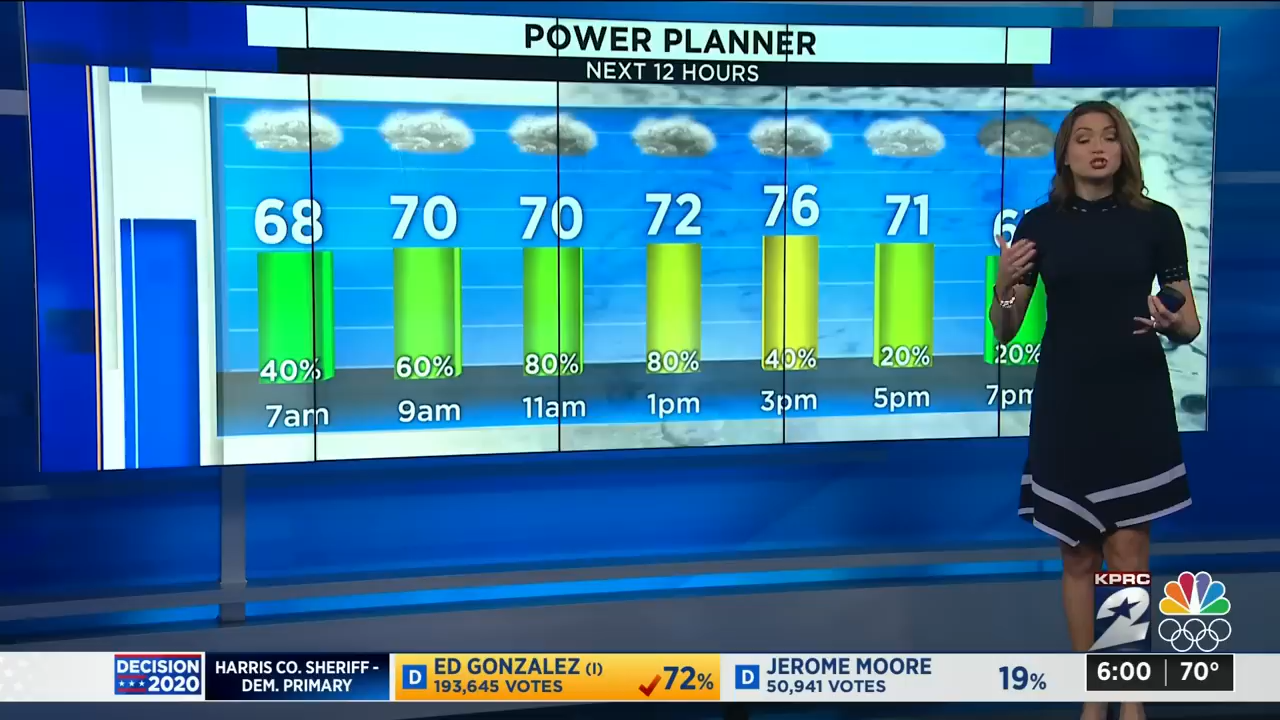 POWER PLANNER
NEXT 12 HOURS
68 70 70 72 76 71
40% 60% 80% 80% 40% 20% 20%
7am 9am 11am 1pm 3pm 5pm 7pm
KPRC
2
DECISION
2020
HARRIS CO. SHERIFF -
DEM. PRIMARY
D ED GONZALEZ (I)
193,645 VOTES
72%
D JEROME MOORE
50,941 VOTES
19%
6:00 70°